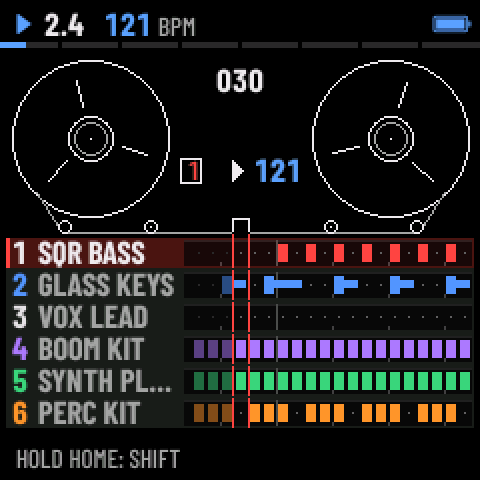 2.4 121 BPM
030
1 121
1 SQR BASS
2 GLASS KEYS
3 VOX LEAD
4 BOOM KIT
5 SYNTH PL...
6 PERC KIT
HOLD HOME: SHIFT